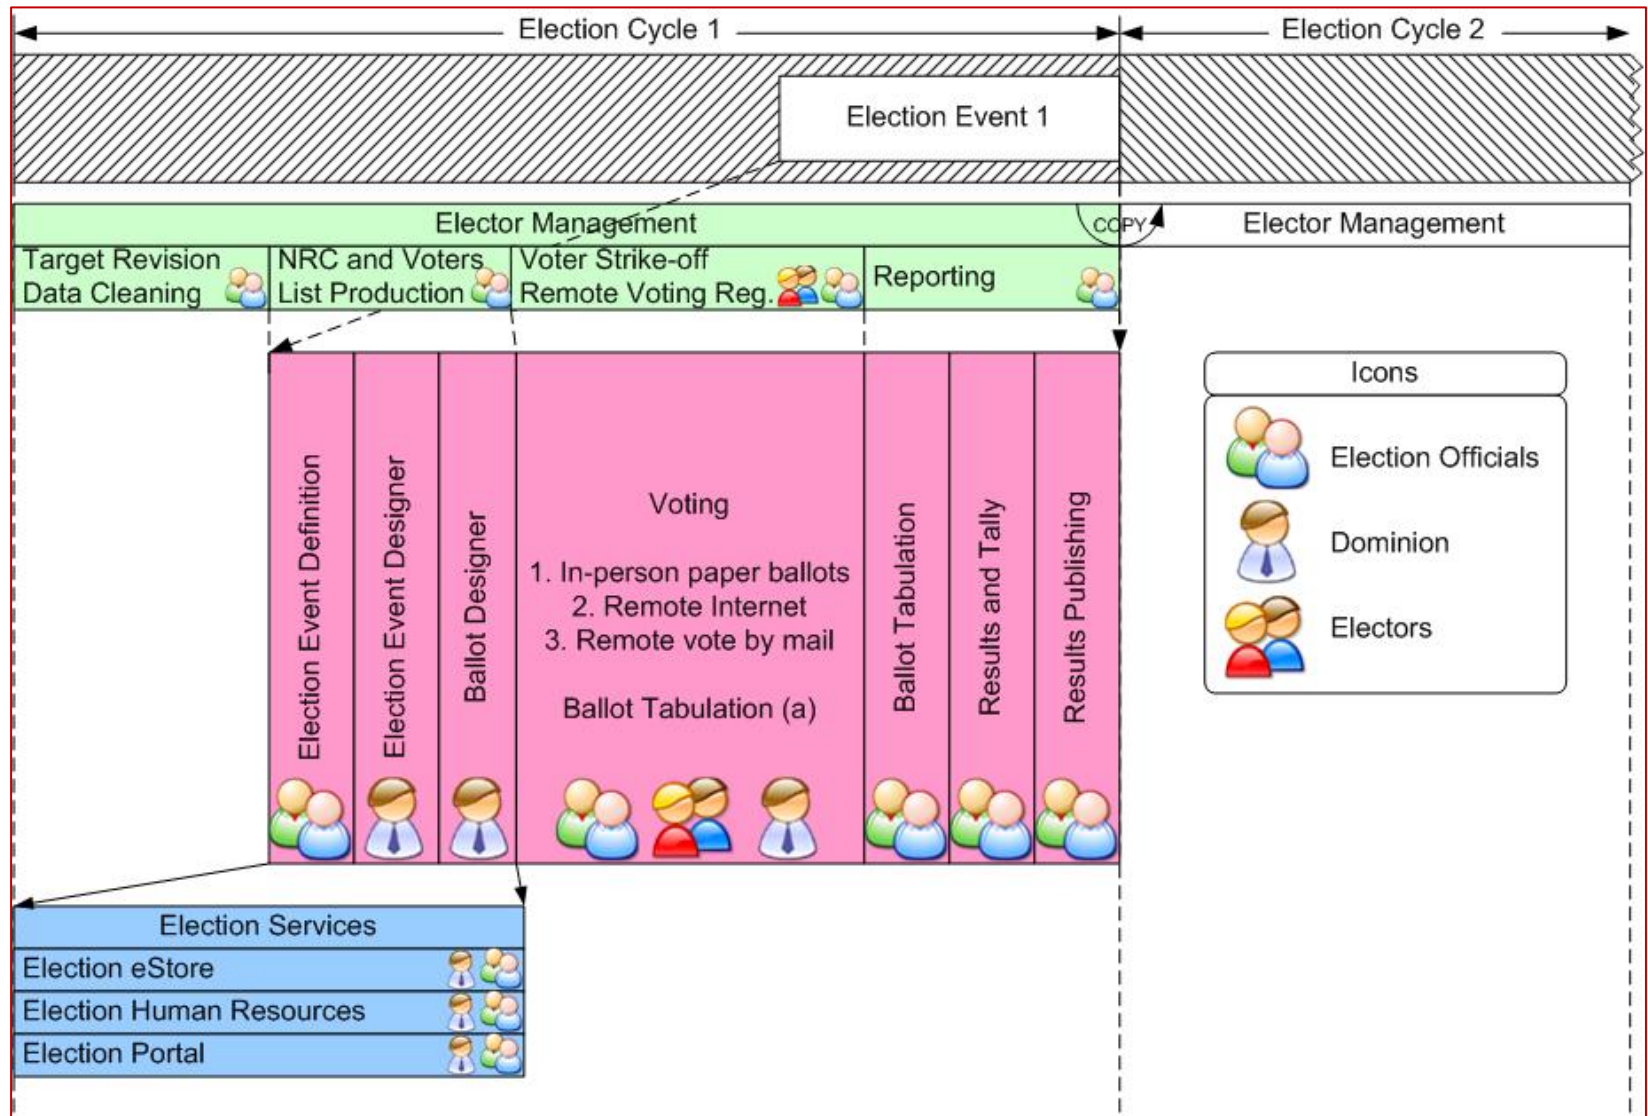 Election Cycle 1
Election Cycle 2
Election Event 1
Elector Management
COPY
Elector Management
Target Revision
Data Cleaning
NRC and Voters
List Production
Voter Strike-off
Remote Voting Reg.
Reporting
Election Event Definition
Election Event Designer
Ballot Designer
Voting
1. In-person paper ballots
2. Remote Internet
3. Remote vote by mail
Ballot Tabulation (a)
Ballot Tabulation
Results and Tally
Results Publishing
Icons
Election Officials
Dominion
Electors
Election Services
Election eStore
Election Human Resources
Election Portal